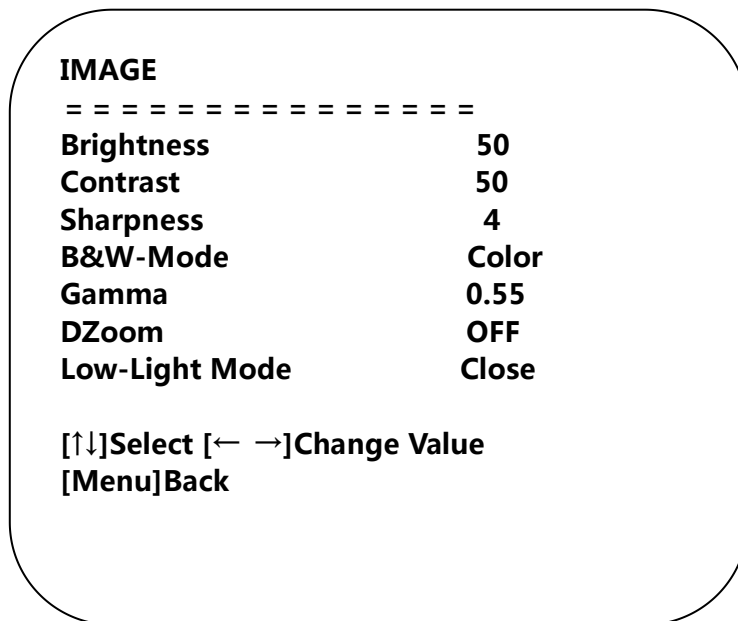 IMAGE
= = = = = = = = = = = = = = =
Brightness 50
Contrast 50
Sharpness 4
B&W-Mode Color
Gamma 0.55
DZoom OFF
Low-Light Mode Close
[↑↓]Select [← →]Change Value
[Menu]Back